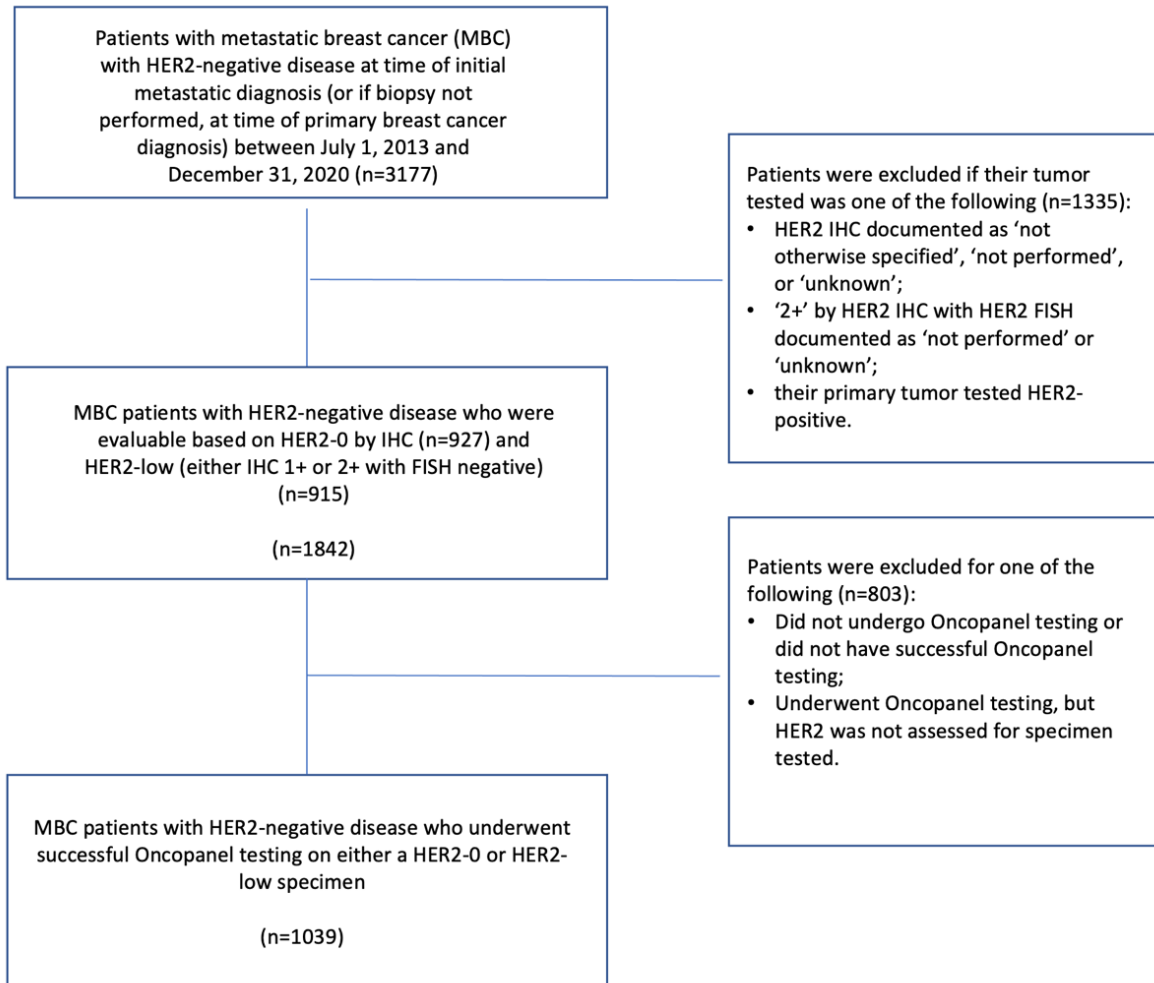 Patients with metastatic breast cancer (MBC)
with HER2-negative disease at time of initial
metastatic diagnosis (or if biopsy not
performed, at time of primary breast cancer
diagnosis) between July 1, 2013 and
December 31, 2020 (n=3177)
Patients were excluded if their tumor
tested was one of the following (n=1335):
• HER2 IHC documented as ‘not
otherwise specified’, ‘not performed’,
or ‘unknown’;
• ‘2+’ by HER2 IHC with HER2 FISH
documented as ‘not performed’ or
‘unknown’;
• their primary tumor tested HER2-
positive.
MBC patients with HER2-negative disease who were
evaluable based on HER2-0 by IHC (n=927) and
HER2-low (either IHC 1+ or 2+ with FISH negative)
(n=915)
(n=1842)
Patients were excluded for one of the
following (n=803):
• Did not undergo Oncopanel testing or
did not have successful Oncopanel
testing;
• Underwent Oncopanel testing, but
HER2 was not assessed for specimen
tested.
MBC patients with HER2-negative disease who underwent
successful Oncopanel testing on either a HER2-0 or HER2-
low specimen
(n=1039)